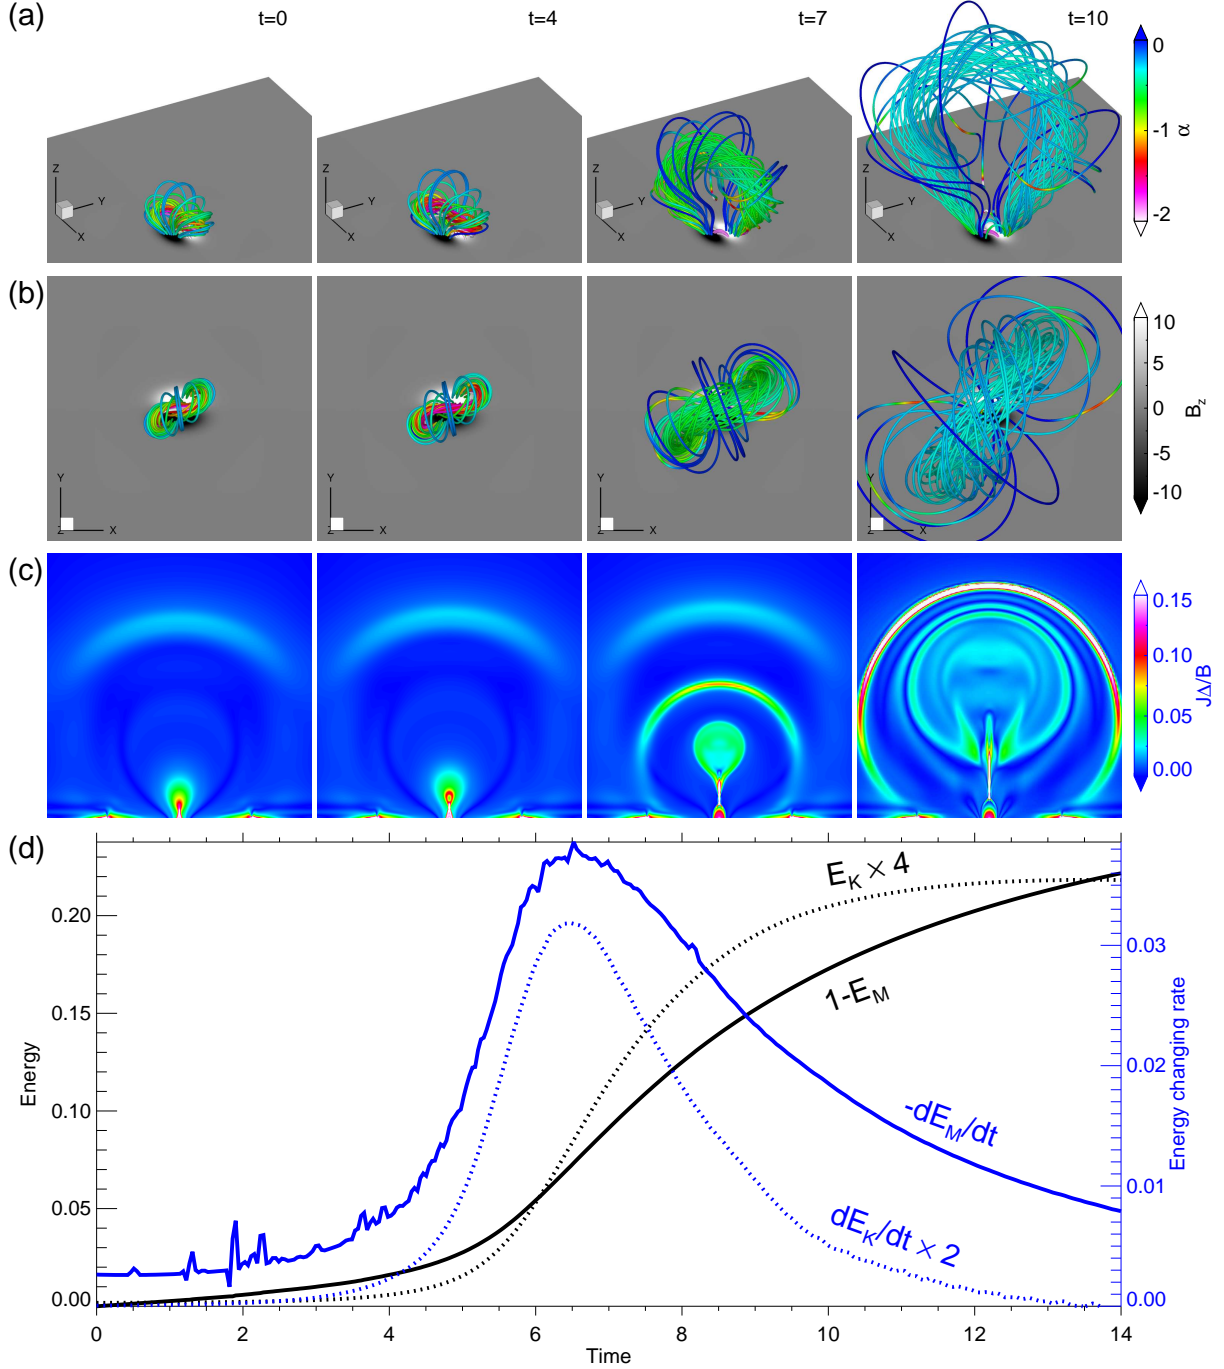 (a) t=0 t=4 t=7 t=10
Z Y X
Z Y X
Z Y X
Z Y X
0
-1
-2
α
(b)
Y Z X
Y Z X
Y Z X
Y Z X
10
5
0
-5
-10
B_z
(c)
0.15
0.10
0.05
0.00
JΔ/B
(d)
E_K × 4
1-E_M
-dE_M/dt
dE_K/dt × 2
0.20
0.15
0.10
0.05
0.00
Energy
0.03
0.02
0.01
0.00
Energy changing rate
0 2 4 6 8 10 12 14
Time